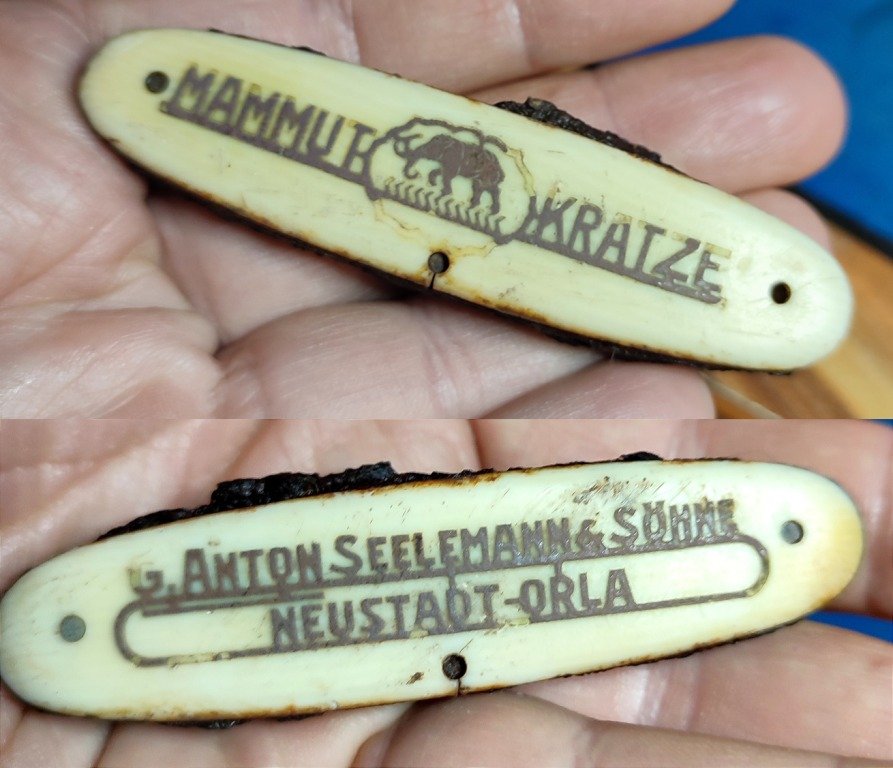 MAMMUT KRATZE
G. ANTON SEELEMANN & SÖHNE
NEUSTADT-ORLA